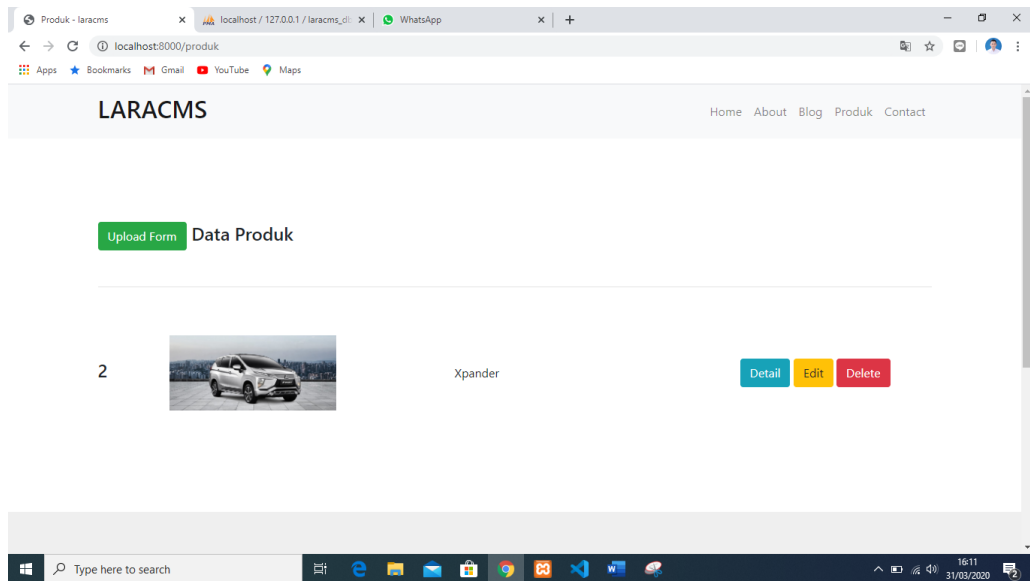 Produk - laracms
localhost / 127.0.0.1 / laracms_d
WhatsApp
localhost:8000/produk
Apps Bookmarks Gmail YouTube Maps
LARACMS
Home About Blog Produk Contact
Upload Form Data Produk
2 Xpander Detail Edit Delete
Type here to search
16:11
31/03/2020
2